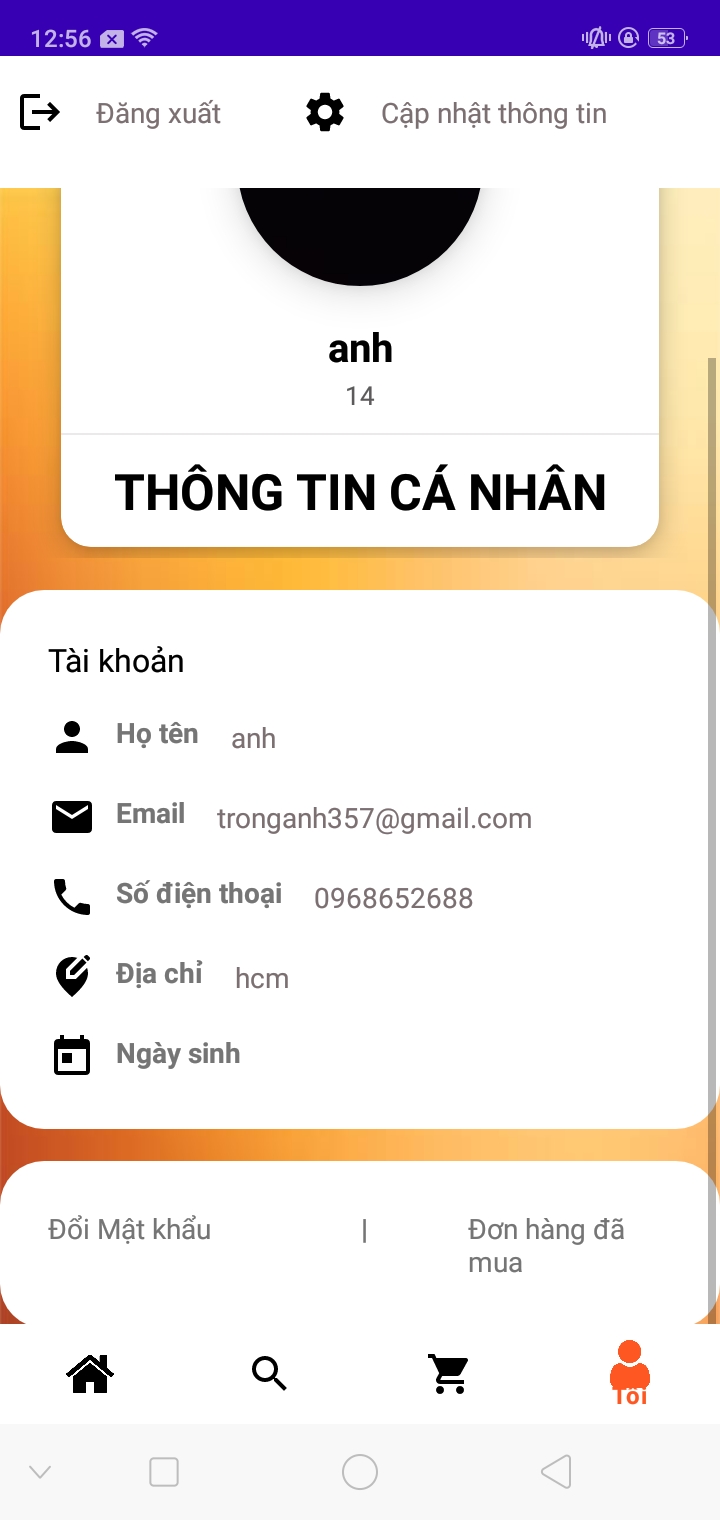 12:56
53
Đăng xuất
Cập nhật thông tin
anh
14
THÔNG TIN CÁ NHÂN
Tài khoản
Họ tên anh
Email tronganh357@gmail.com
Số điện thoại 0968652688
Địa chỉ hcm
Ngày sinh
Đổi Mật khẩu | Đơn hàng đã
mua
Tôi